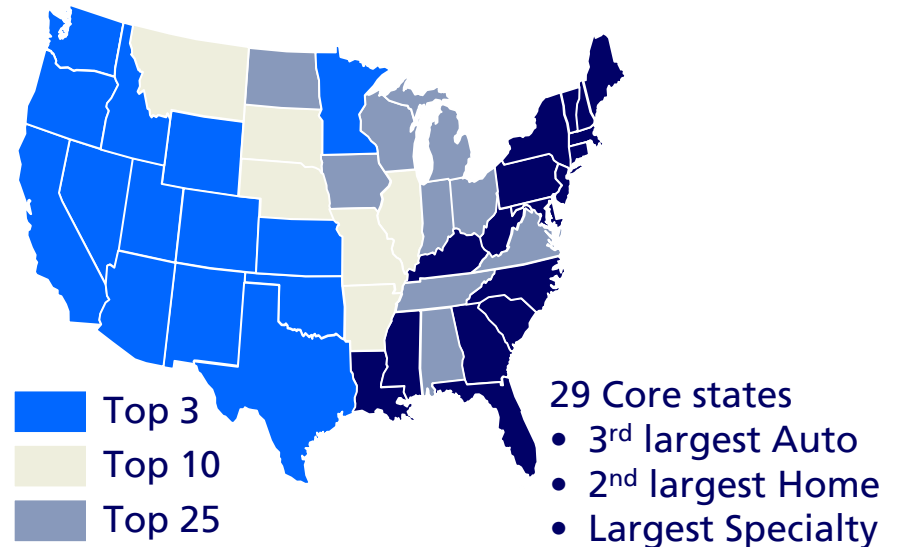 Top 3
Top 10
Top 25
29 Core states
• 3rd largest Auto
• 2nd largest Home
• Largest Specialty